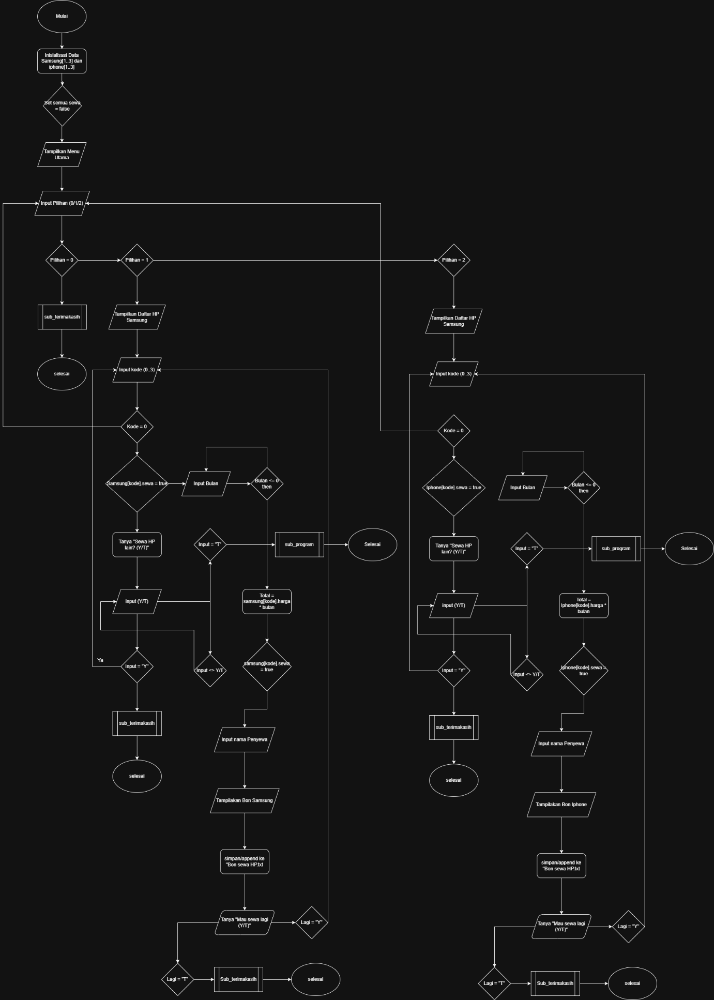 Mulai
Inisialisasi Data
Samsung[1..3] dan
iphone[1..3]
Set semua sewa
= false
Tampilkan Menu
Utama
Input Pilihan (0/1/2)
Pilihan = 0
Pilihan = 1
Pilihan = 2
sub_terimakasih
selesai
Tampilkan Daftar HP
Samsung
Input kode (0..3)
Kode = 0
Samsung[kode].sewa = true
Input Bulan
Bulan <= 0
then
Tanya "Sewa HP
lain? (Y/T)"
Input = "T"
sub_program
Selesai
input (Y/T)
Total =
samsung[kode].harga
* bulan
Ya
Input = "Y"
Input <> Y/T
samsung[kode].sewa
= true
sub_terimakasih
selesai
Input nama Penyewa
Tampilakan Bon Samsung
simpan/append ke
"Bon sewa HP.txt
Tanya "Mau sewa lagi
(Y/T)"
Lagi = "Y"
Lagi = "T"
Sub_terimakasih
selesai
Tampilkan Daftar HP
Samsung
Input kode (0..3)
Kode = 0
Iphone[kode].sewa = true
Input Bulan
Bulan <= 0
then
Tanya "Sewa HP
lain? (Y/T)"
Input = "T"
sub_program
Selesai
input (Y/T)
Total =
Iphone[kode].harga *
bulan
Input = "Y"
Input <> Y/T
Iphone[kode].sewa =
true
sub_terimakasih
selesai
Input nama Penyewa
Tampilakan Bon Iphone
simpan/append ke
"Bon sewa HP.txt
Tanya "Mau sewa lagi
(Y/T)"
Lagi = "Y"
Lagi = "T"
Sub_terimakasih
selesai